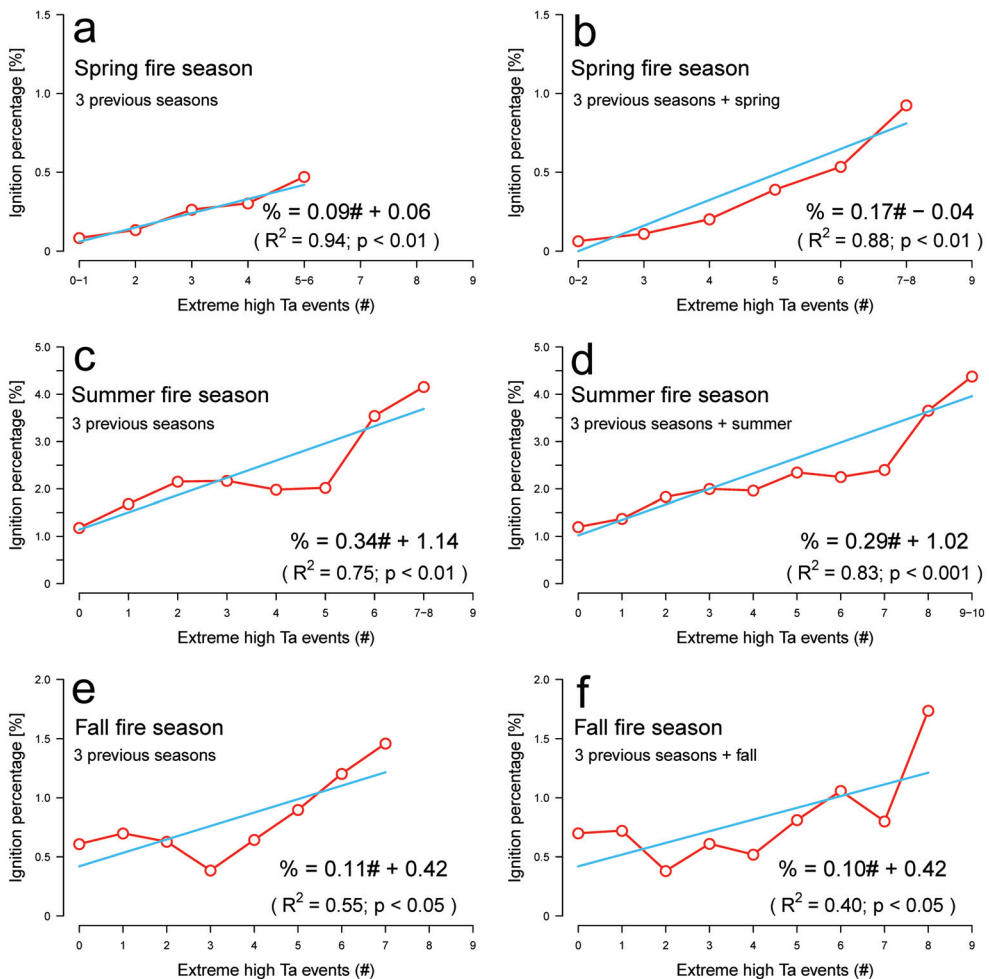 a
Spring fire season
3 previous seasons
Ignition percentage [%]
1.5
1.0
0.5
0
% = 0.09# + 0.06
( R² = 0.94; p < 0.01 )
0−1 2 3 4 5−6 7 8 9
Extreme high Ta events (#)
b
Spring fire season
3 previous seasons + spring
Ignition percentage [%]
1.5
1.0
0.5
0
% = 0.17# − 0.04
( R² = 0.88; p < 0.01 )
0−2 3 4 5 6 7−8 9
Extreme high Ta events (#)
c
Summer fire season
3 previous seasons
Ignition percentage [%]
5.0
4.0
3.0
2.0
1.0
0
% = 0.34# + 1.14
( R² = 0.75; p < 0.01 )
0 1 2 3 4 5 6 7−8 9
Extreme high Ta events (#)
d
Summer fire season
3 previous seasons + summer
Ignition percentage [%]
5.0
4.0
3.0
2.0
1.0
0
% = 0.29# + 1.02
( R² = 0.83; p < 0.001 )
0 1 2 3 4 5 6 7 8 9−10
Extreme high Ta events (#)
e
Fall fire season
3 previous seasons
Ignition percentage [%]
2.0
1.5
1.0
0.5
0
% = 0.11# + 0.42
( R² = 0.55; p < 0.05 )
0 1 2 3 4 5 6 7 8 9
Extreme high Ta events (#)
f
Fall fire season
3 previous seasons + fall
Ignition percentage [%]
2.0
1.5
1.0
0.5
0
% = 0.10# + 0.42
( R² = 0.40; p < 0.05 )
0 1 2 3 4 5 6 7 8 9
Extreme high Ta events (#)